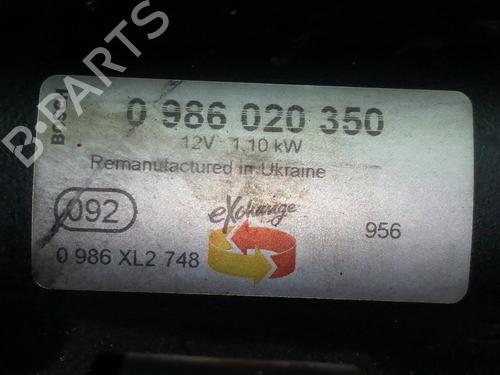 BOSCH
0 986 020 350
12V 1,10 kW
Remanufactured in Ukraine
092
eXchange
956
0 986 XL2 748
B-PARTS